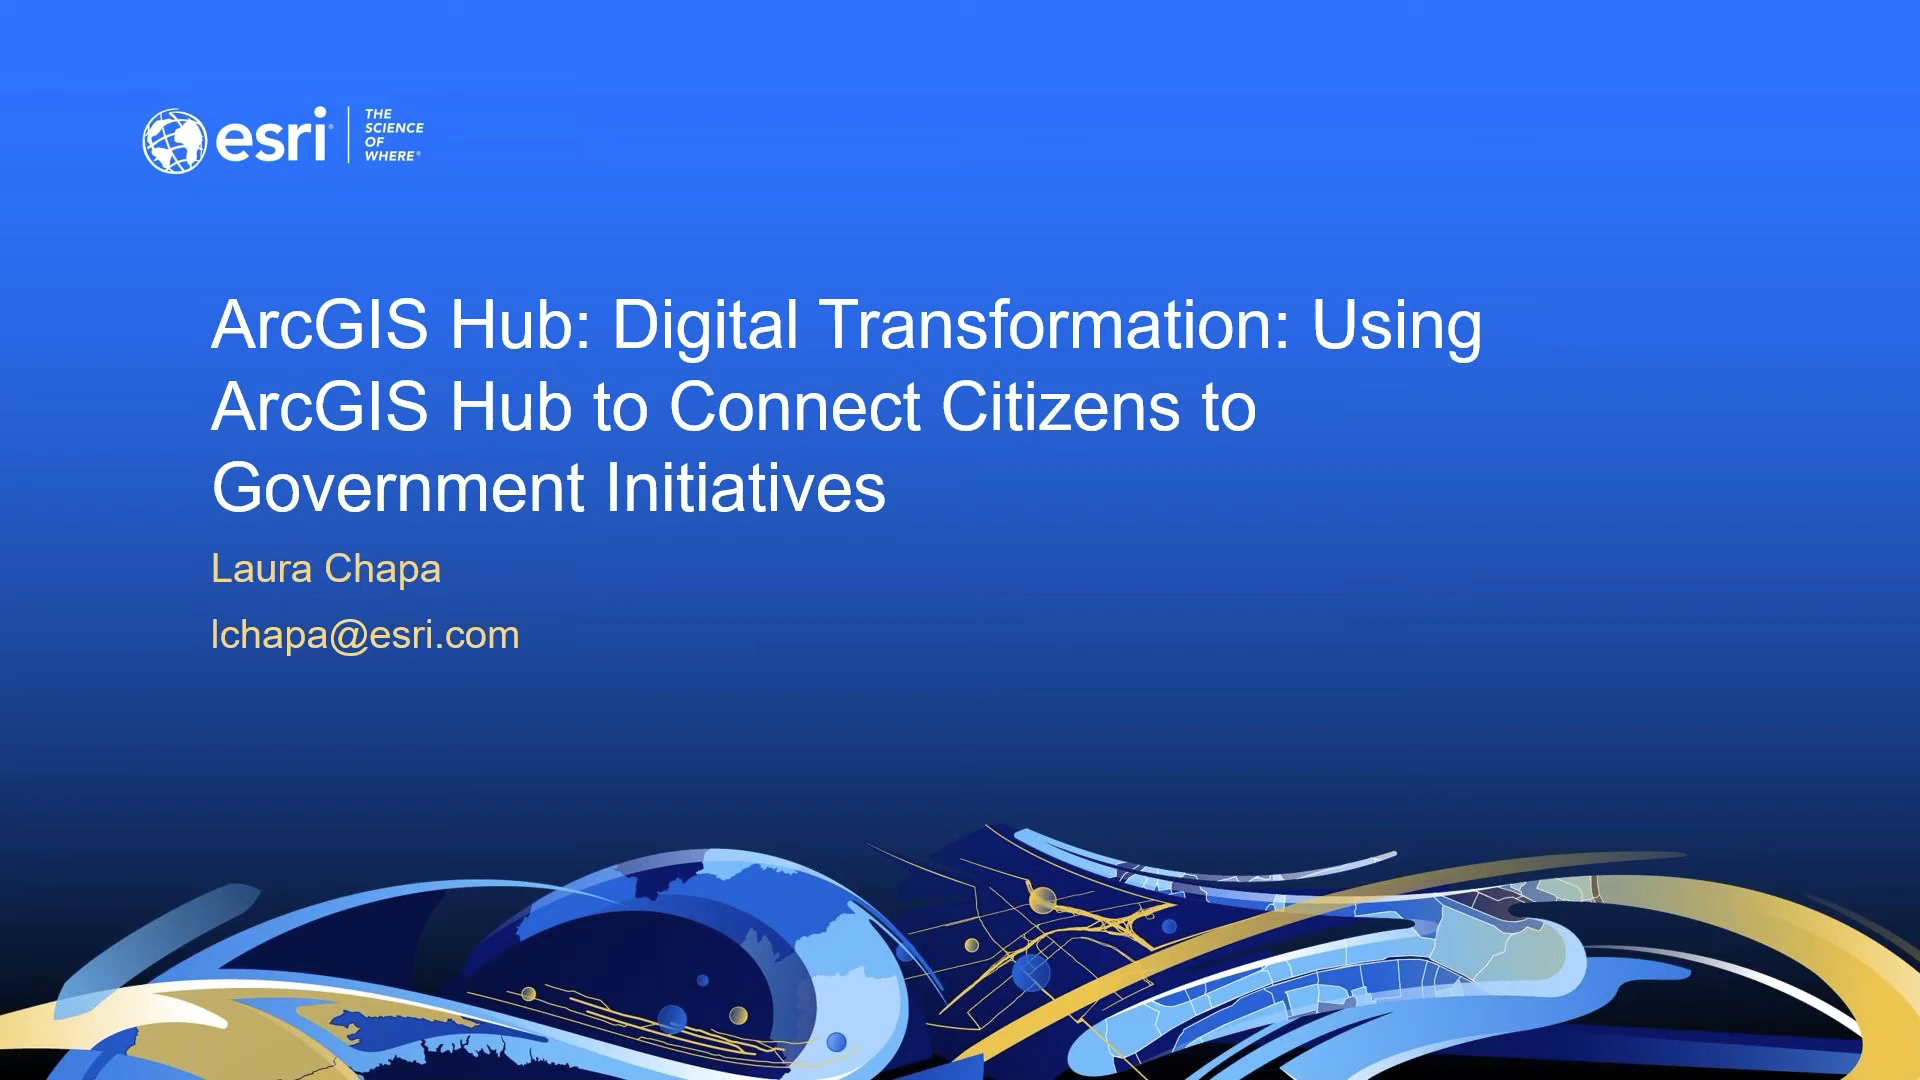 esri
THE
SCIENCE
OF
WHERE®
ArcGIS Hub: Digital Transformation: Using
ArcGIS Hub to Connect Citizens to
Government Initiatives
Laura Chapa
lchapa@esri.com